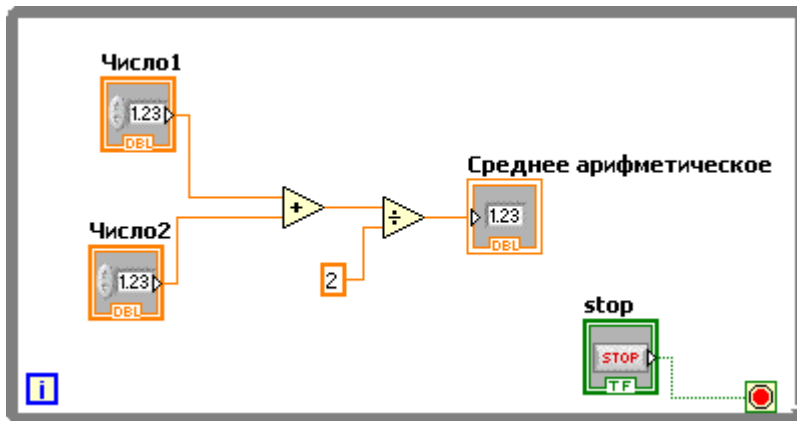 Число1
1.23
DBL
Среднее арифметическое
+
÷
1.23
DBL
Число2
1.23
DBL
2
stop
STOP
TF
i